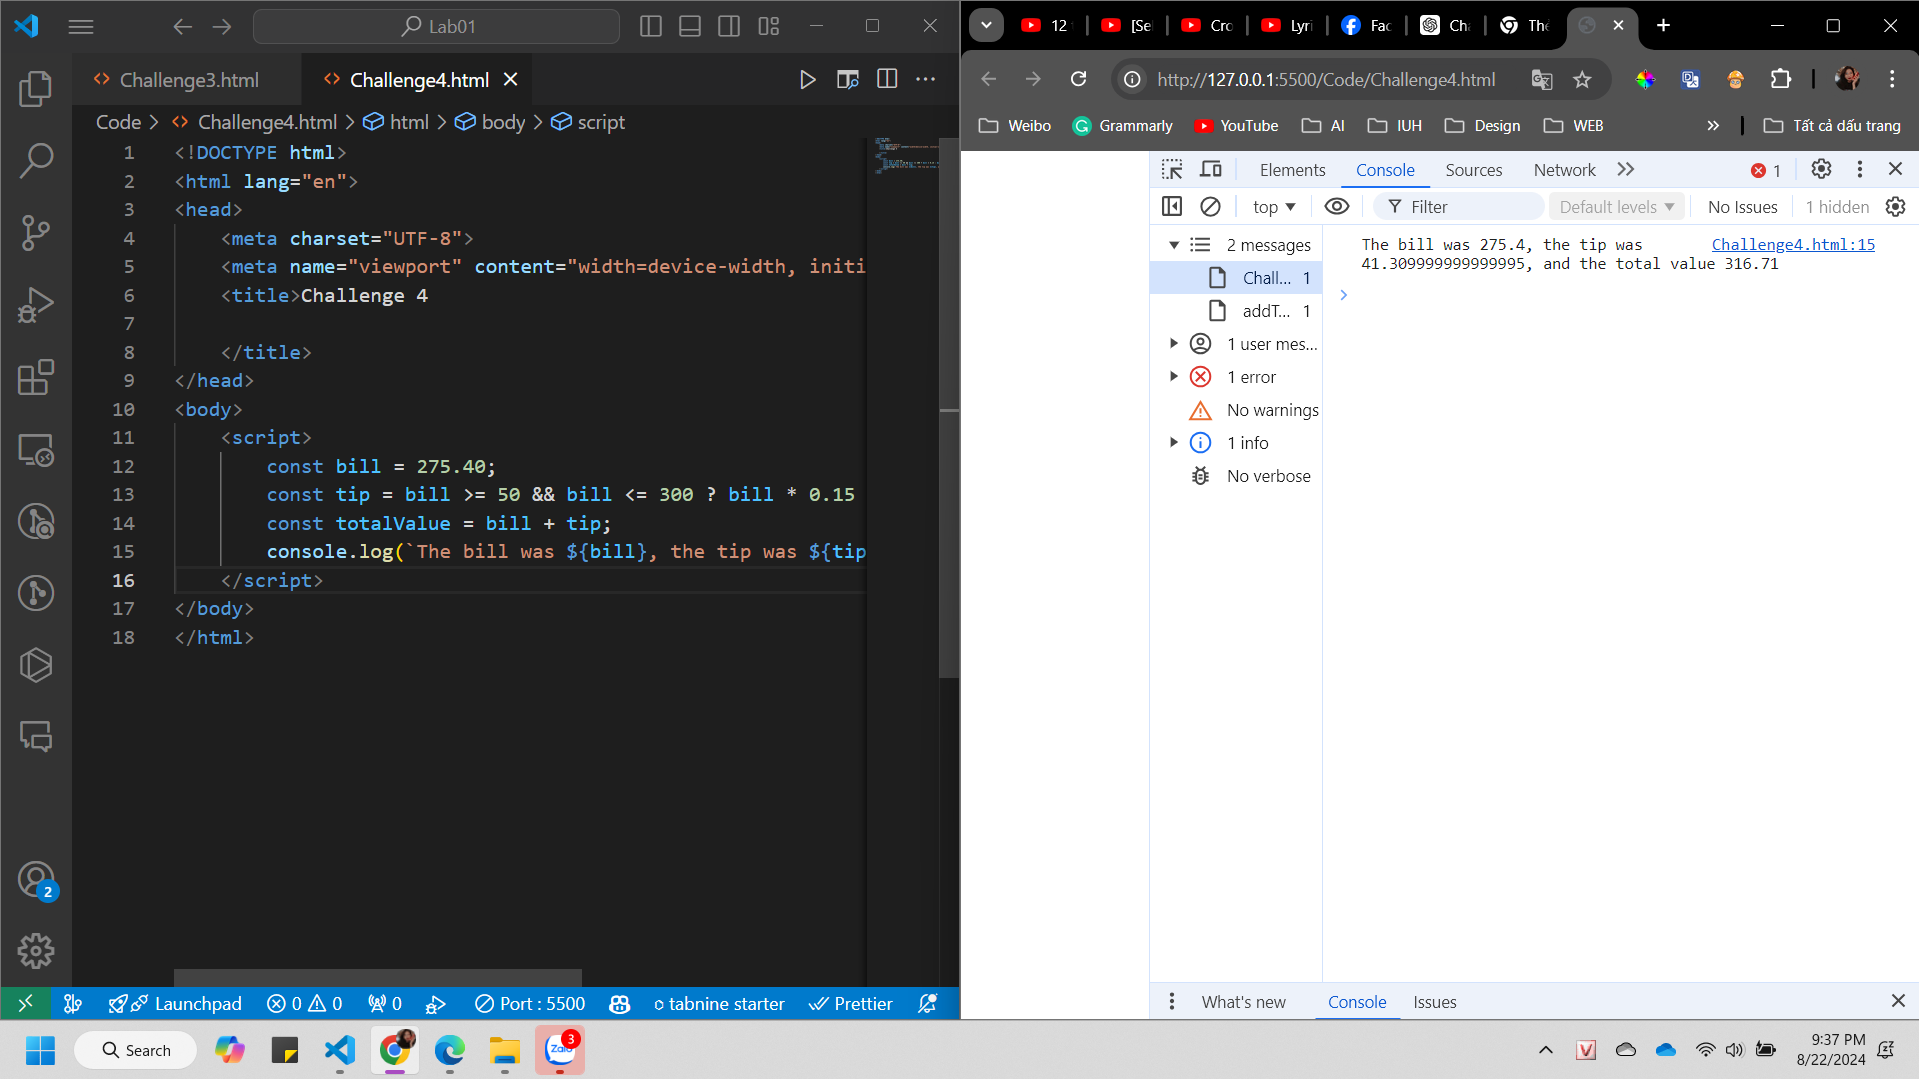 Lab01
Challenge3.html
Challenge4.html
Code > Challenge4.html > html > body > script
1 <!DOCTYPE html>
2 <html lang="en">
3 <head>
4 <meta charset="UTF-8">
5 <meta name="viewport" content="width=device-width, initi
6 <title>Challenge 4
7
8 </title>
9 </head>
10 <body>
11 <script>
12 const bill = 275.40;
13 const tip = bill >= 50 && bill <= 300 ? bill * 0.15
14 const totalValue = bill + tip;
15 console.log(`The bill was ${bill}, the tip was ${tip
16 </script>
17 </body>
18 </html>
2
Launchpad 0 0 0 Port : 5500 tabnine starter Prettier
12
[Se
Cro
Lyri
Fac
Cha
Thẻ
http://127.0.0.1:5500/Code/Challenge4.html
Weibo Grammarly YouTube AI IUH Design WEB » Tất cả dấu trang
Elements Console Sources Network 1
top Filter Default levels No Issues 1 hidden
2 messages
Chall... 1
addT... 1
1 user mes...
1 error
No warnings
1 info
No verbose
The bill was 275.4, the tip was Challenge4.html:15
41.309999999999995, and the total value 316.71
What's new Console Issues
Search
Zalo
3
V
9:37 PM
8/22/2024